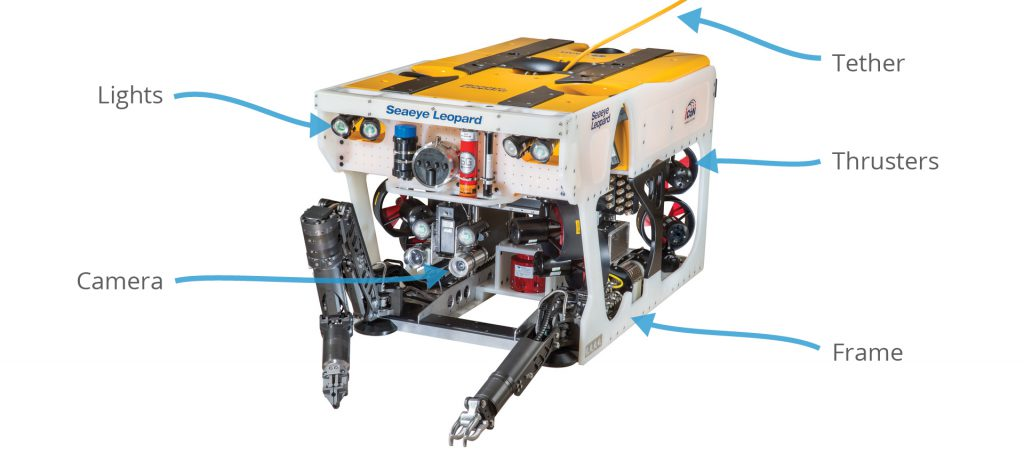 Tether
Lights
Seaeye Leopard
Seaeye
Leopard
Thrusters
Camera
Frame